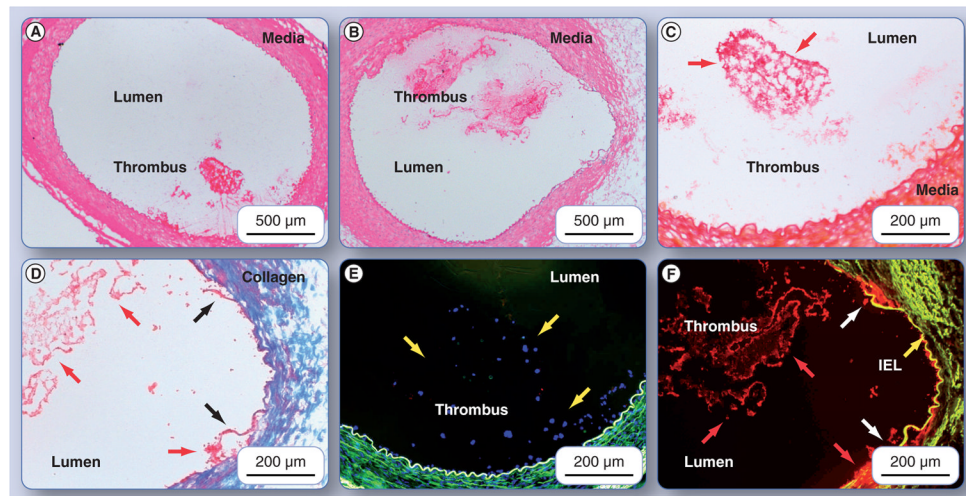 A
Media
Lumen
Thrombus
500 µm
B
Media
Thrombus
Lumen
500 µm
C
Lumen
Thrombus
Media
200 µm
D
Collagen
Lumen
200 µm
E
Lumen
Thrombus
200 µm
F
Thrombus
IEL
Lumen
200 µm